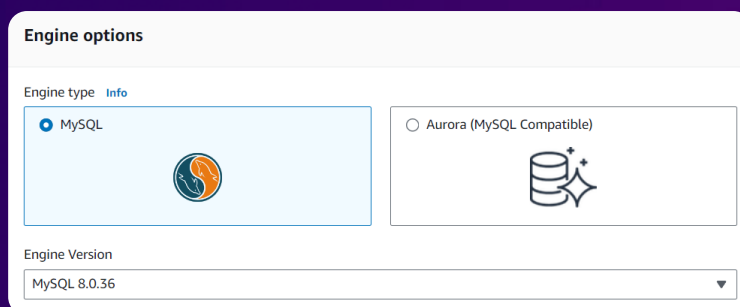 Engine options
Engine type Info
MySQL
Aurora (MySQL Compatible)
Engine Version
MySQL 8.0.36